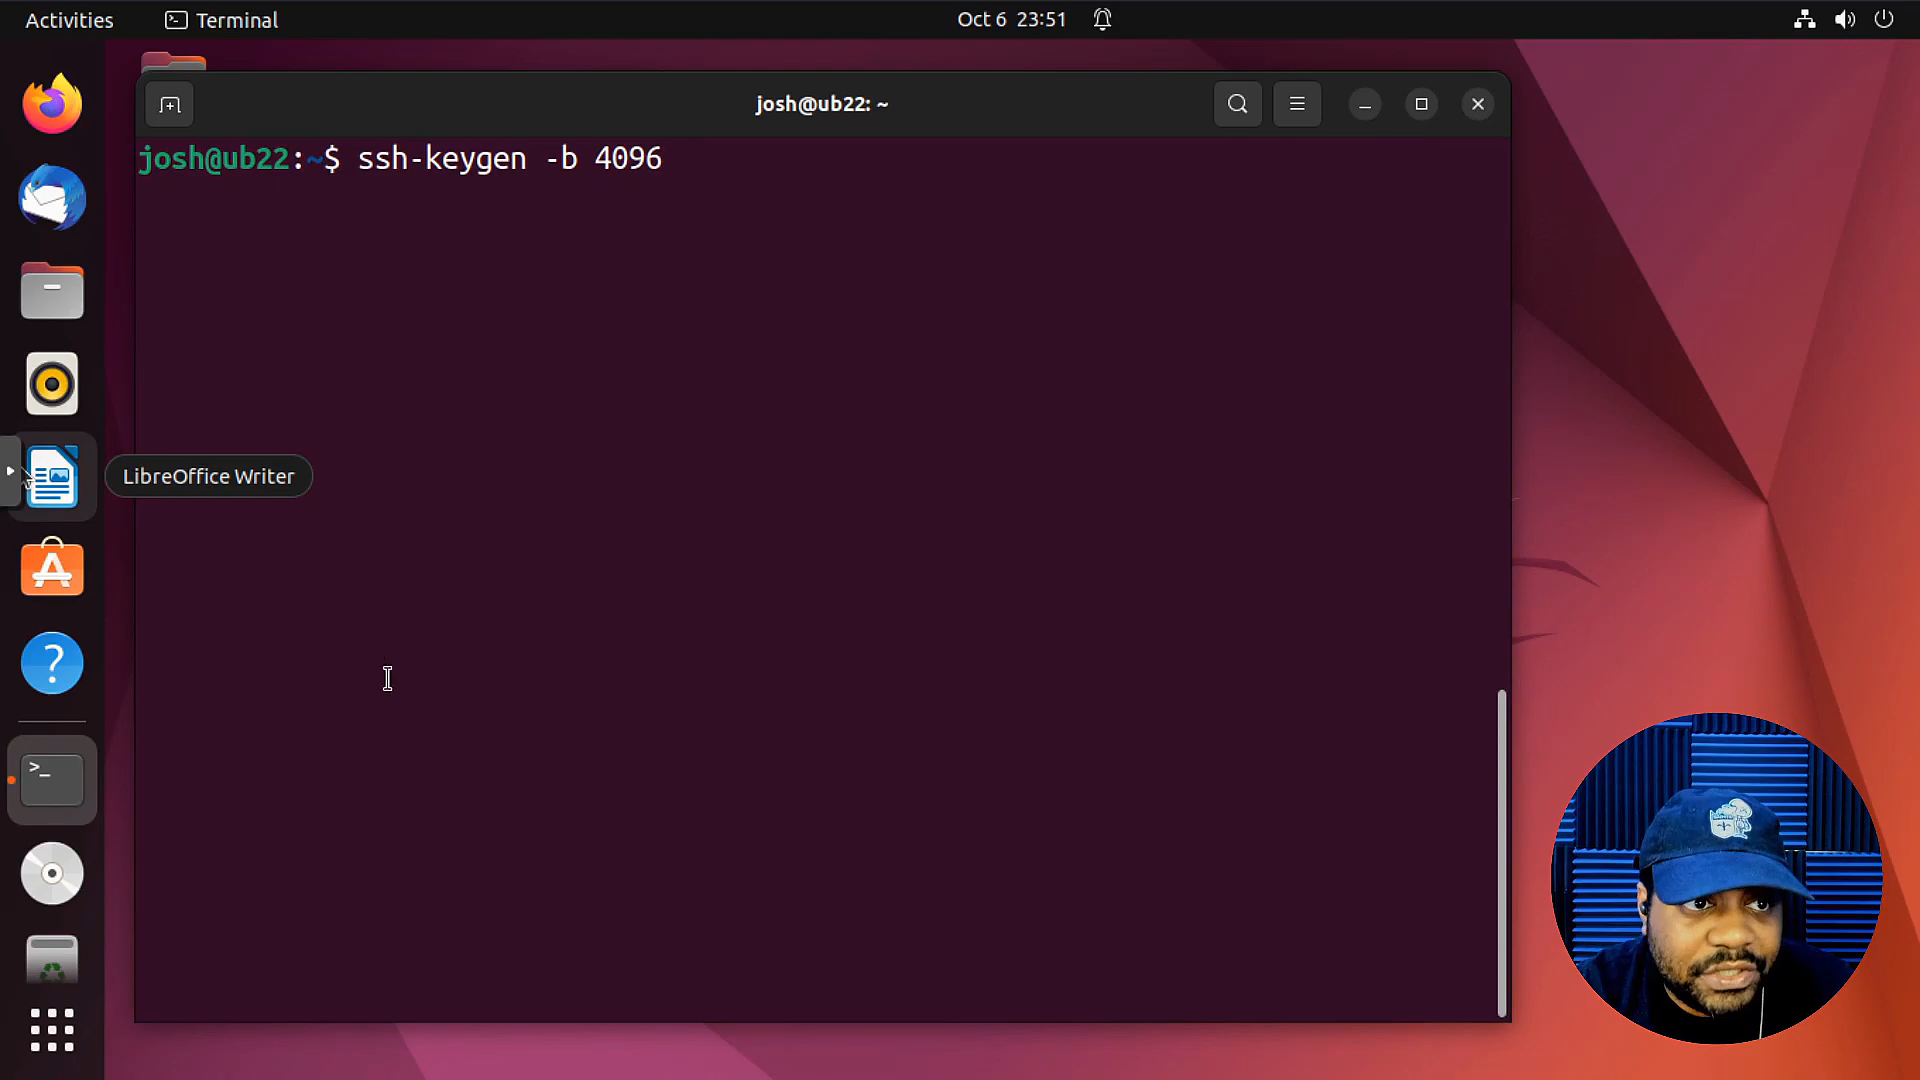 Activities
Terminal
Oct 6 23:51
josh@ub22: ~
josh@ub22:~$ ssh-keygen -b 4096
LibreOffice Writer